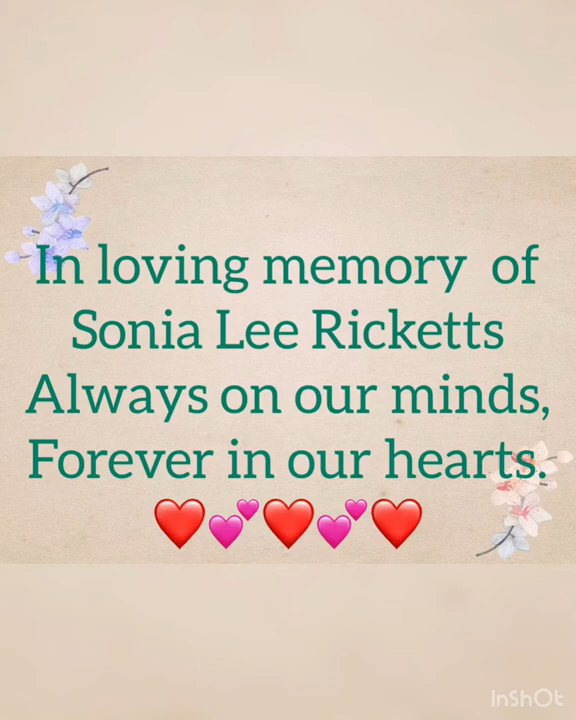 In loving memory  of
Sonia Lee Ricketts
Always on our minds,
Forever in our hearts.
❤️💕❤️💕❤️
InShOt